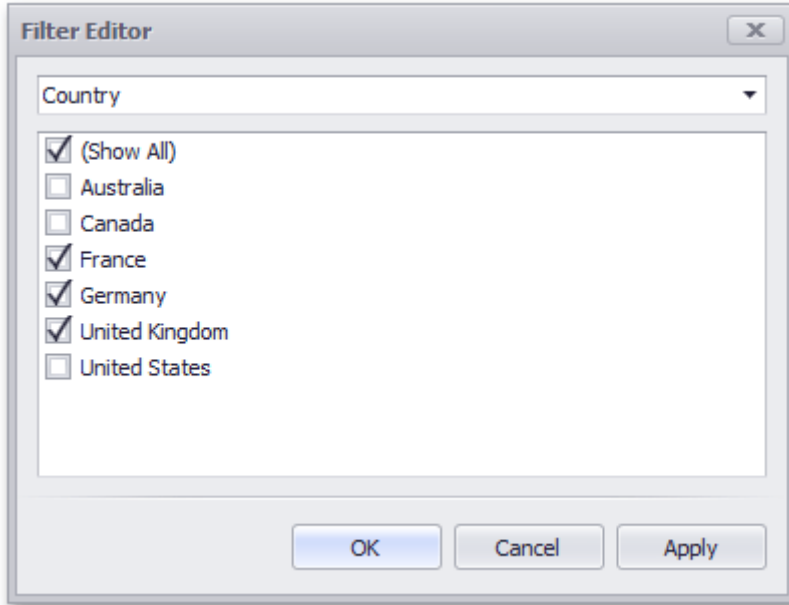 Filter Editor
Country
(Show All)
Australia
Canada
France
Germany
United Kingdom
United States
OK Cancel Apply